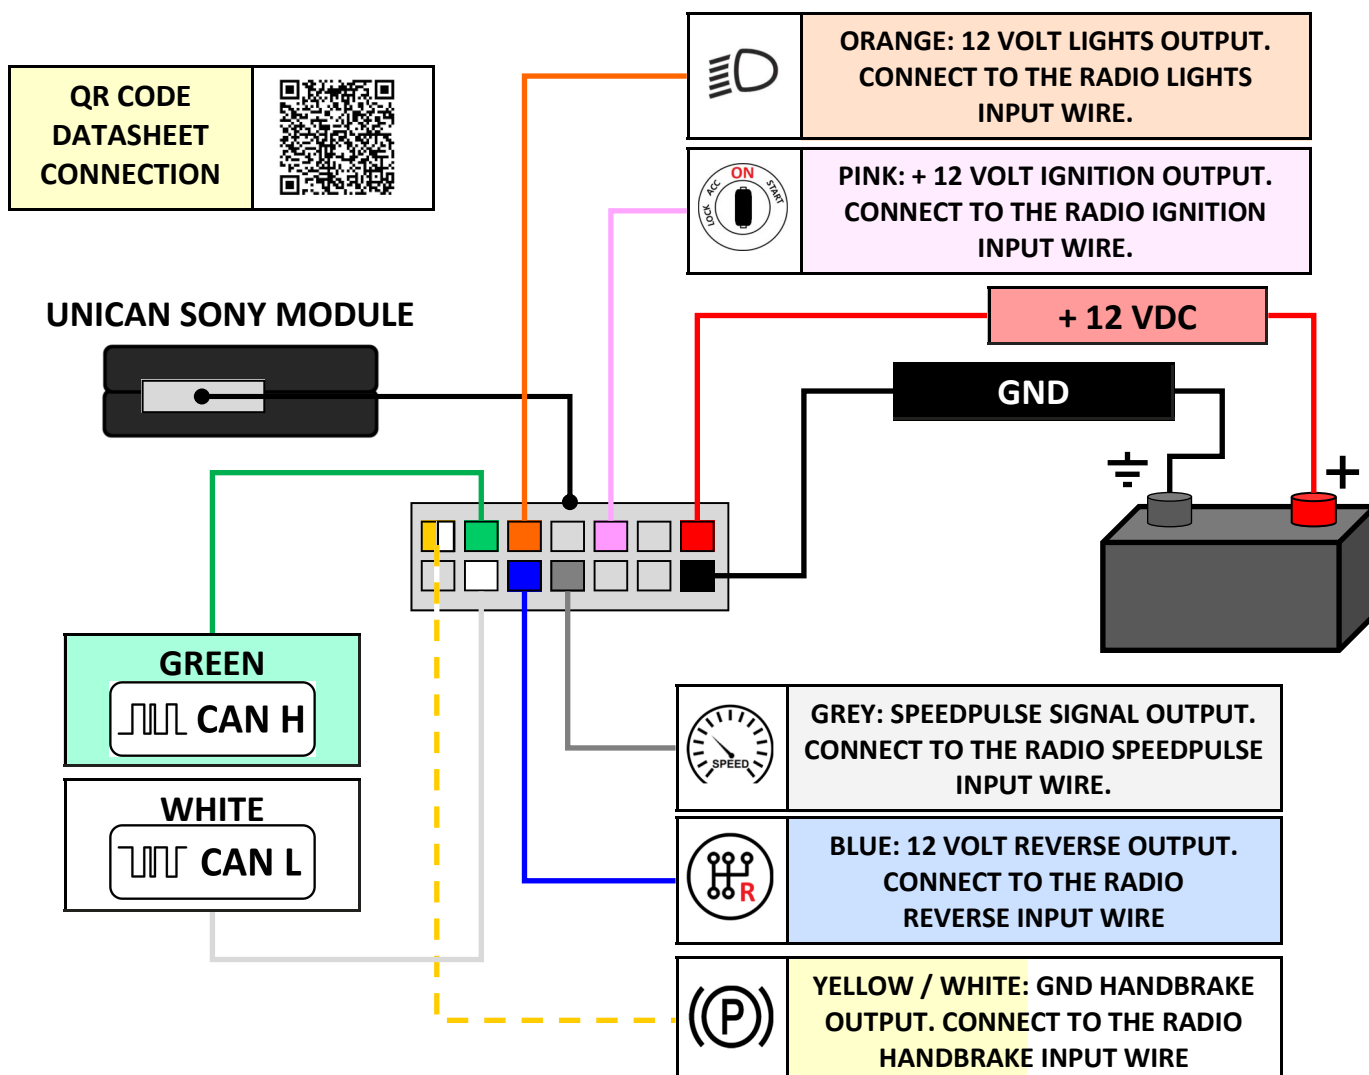 QR CODE
DATASHEET
CONNECTION
ORANGE: 12 VOLT LIGHTS OUTPUT.
CONNECT TO THE RADIO LIGHTS
INPUT WIRE.
LOCK ACC ON START
PINK: + 12 VOLT IGNITION OUTPUT.
CONNECT TO THE RADIO IGNITION
INPUT WIRE.
UNICAN SONY MODULE
+ 12 VDC
GND
+
GREEN
CAN H
WHITE
CAN L
SPEED
GREY: SPEEDPULSE SIGNAL OUTPUT.
CONNECT TO THE RADIO SPEEDPULSE
INPUT WIRE.
R
BLUE: 12 VOLT REVERSE OUTPUT.
CONNECT TO THE RADIO
REVERSE INPUT WIRE
(P)
YELLOW / WHITE: GND HANDBRAKE
OUTPUT. CONNECT TO THE RADIO
HANDBRAKE INPUT WIRE